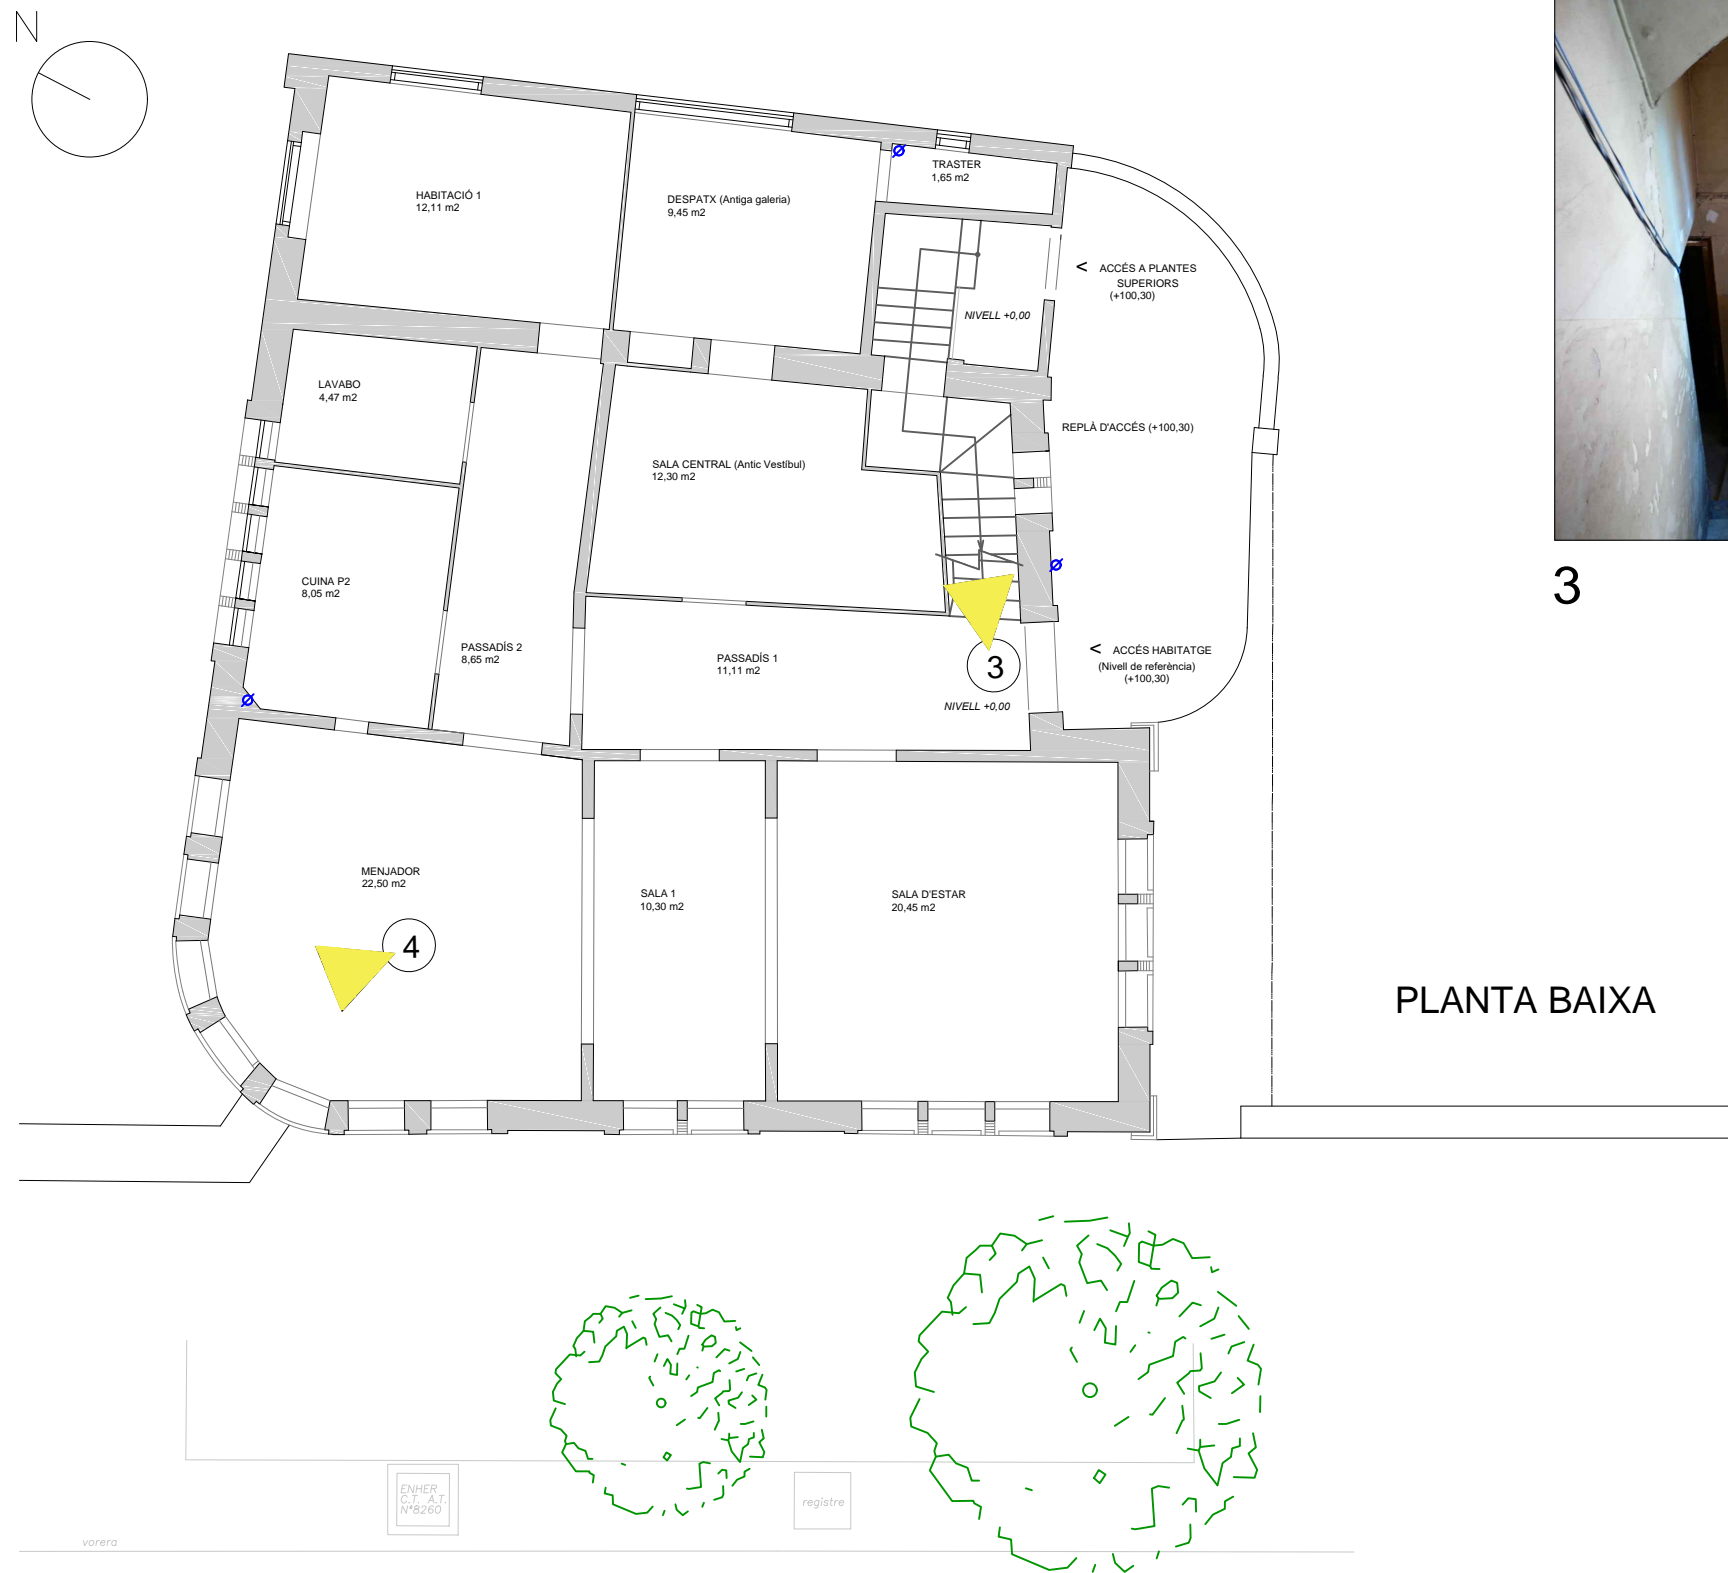 N
TRASTER
1,65 m2
HABITACIÓ 1
12,11 m2
DESPATX (Antiga galeria)
9,45 m2
< ACCÉS A PLANTES
SUPERIORS
(+100,30)
NIVELL +0,00
LAVABO
4,47 m2
REPLÀ D'ACCÉS (+100,30)
SALA CENTRAL (Antic Vestíbul)
12,30 m2
CUINA P2
8,05 m2
3
PASSADÍS 2
8,65 m2
PASSADÍS 1
11,11 m2
3
< ACCÉS HABITATGE
(Nivell de referència)
(+100,30)
NIVELL +0,00
MENJADOR
22,50 m2
SALA 1
10,30 m2
SALA D'ESTAR
20,45 m2
4
PLANTA BAIXA
ENHER
C.T. A.T.
Nº8260
registre
vorera